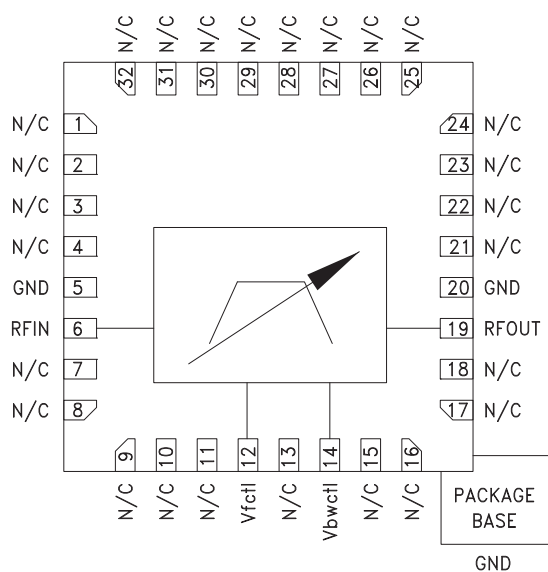 N/C N/C N/C N/C N/C N/C N/C N/C
32 31 30 29 28 27 26 25
N/C 1
N/C 2
N/C 3
N/C 4
GND 5
RFIN 6
N/C 7
N/C 8
24 N/C
23 N/C
22 N/C
21 N/C
20 GND
19 RFOUT
18 N/C
17 N/C
9 10 11 12 13 14 15 16
N/C N/C N/C Vfctl N/C Vbwctl N/C N/C
PACKAGE
BASE
GND